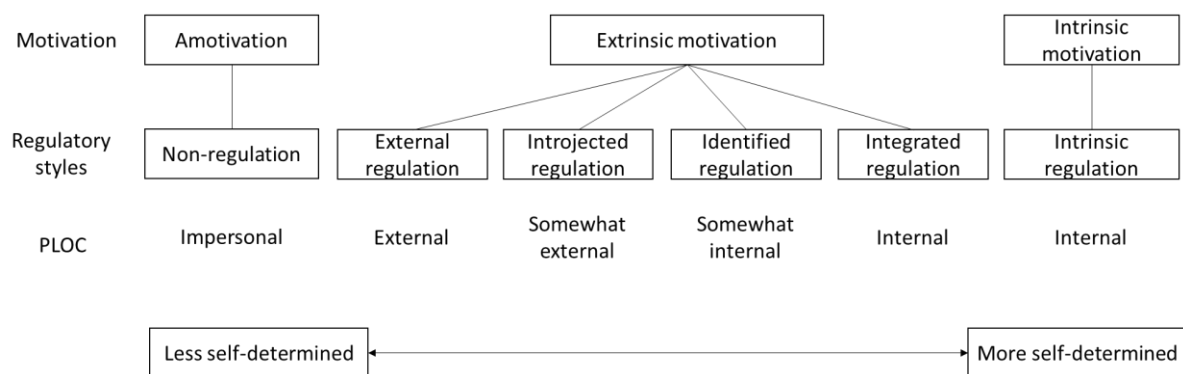 Motivation
Amotivation
Extrinsic motivation
Intrinsic
motivation
Regulatory
styles
Non-regulation
External
regulation
Introjected
regulation
Identified
regulation
Integrated
regulation
Intrinsic
regulation
PLOC
Impersonal
External
Somewhat
external
Somewhat
internal
Internal
Internal
Less self-determined
More self-determined